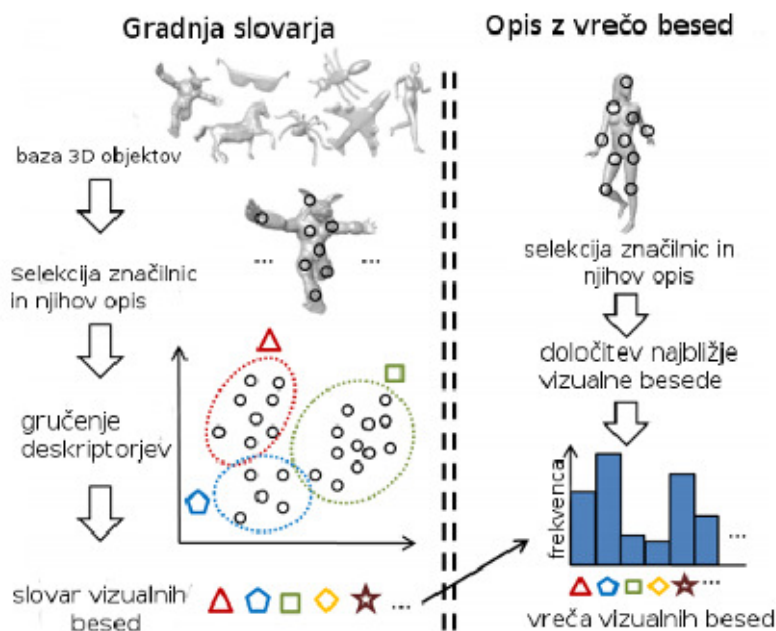 Gradnja slovarja
baza 3D objektov
selekcija značilnic
in njihov opis
...
...
gručenje
deskriptorjev
slovar vizualnih
besed
...
Opis z vrečo besed
selekcija značilnic in
njihov opis
določitev najbližje
vizualne besede
frekvenca
...
...
vreča vizualnih besed